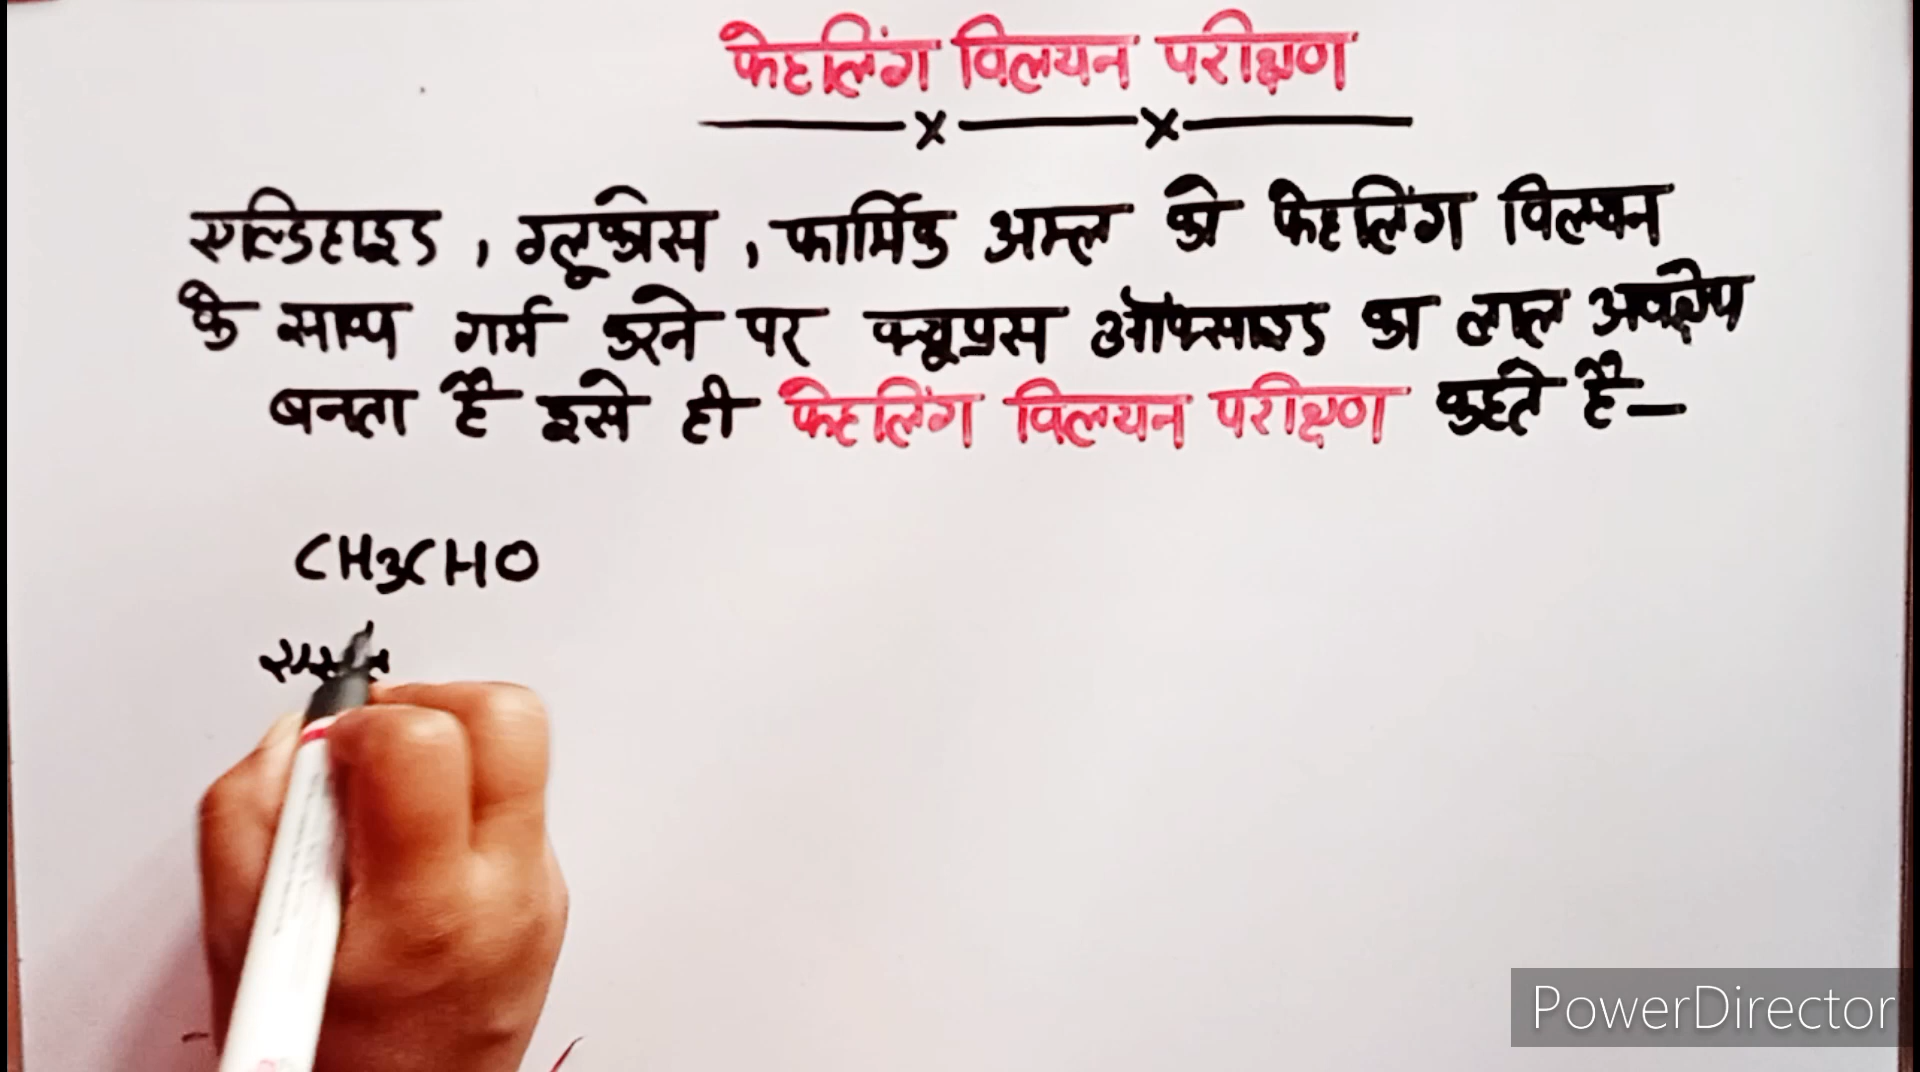 फेहलिंग विलयन परीक्षण
एल्डिहाइड, ग्लूकोस, फार्मिक अम्ल को फेहलिंग विलयन
के साथ गर्म करने पर क्यूप्रस ऑक्साइड का लाल अवक्षेप
बनता है इसे ही फेहलिंग विलयन परीक्षण कहते है-
CH3CHO
PowerDirector